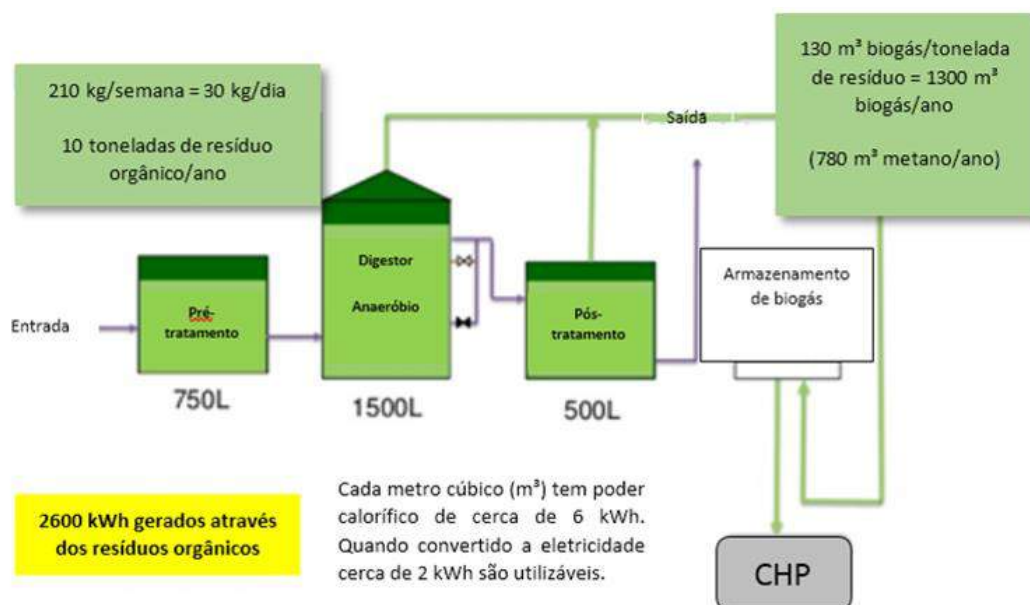 210 kg/semana = 30 kg/dia
10 toneladas de resíduo
orgânico/ano
130 m³ biogás/tonelada
de resíduo = 1300 m³
biogás/ano
(780 m³ metano/ano)
Saída
Entrada
Pré-
tratamento
750L
Digestor
Anaeróbio
1500L
Pós-
tratamento
500L
Armazenamento
de biogás
2600 kWh gerados através
dos resíduos orgânicos
Cada metro cúbico (m³) tem poder
calorífico de cerca de 6 kWh.
Quando convertido a eletricidade
cerca de 2 kWh são utilizáveis.
CHP